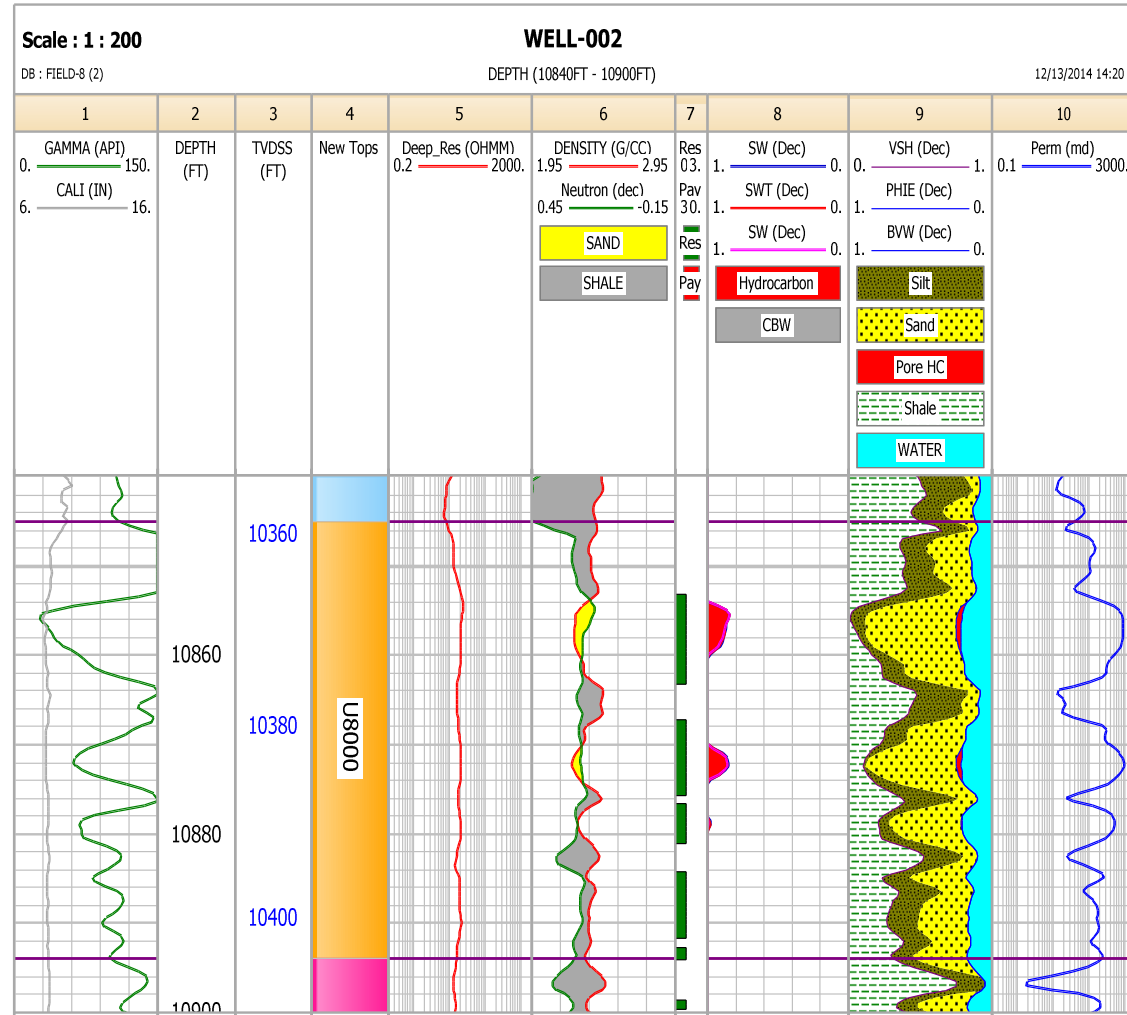 Scale : 1 : 200
WELL-002
DB : FIELD-8 (2)
DEPTH (10840FT - 10900FT)
12/13/2014 14:20
1 2 3 4 5 6 7 8 9 10
GAMMA (API)
0. 150.
CALI (IN)
6. 16.
DEPTH
(FT)
TVDSS
(FT)
New Tops
Deep_Res (OHMM)
0.2 2000.
DENSITY (G/CC)
1.95 2.95
Neutron (dec)
0.45 -0.15
SAND
SHALE
Res
03.
Pay
30.
Res
Pay
SW (Dec)
1. 0.
SWT (Dec)
1. 0.
SW (Dec)
1. 0.
Hydrocarbon
CBW
VSH (Dec)
0. 1.
PHIE (Dec)
1. 0.
BVW (Dec)
1. 0.
Silt
Sand
Pore HC
Shale
WATER
Perm (md)
0.1 3000.
10360
10860
10380
U8000
10880
10400